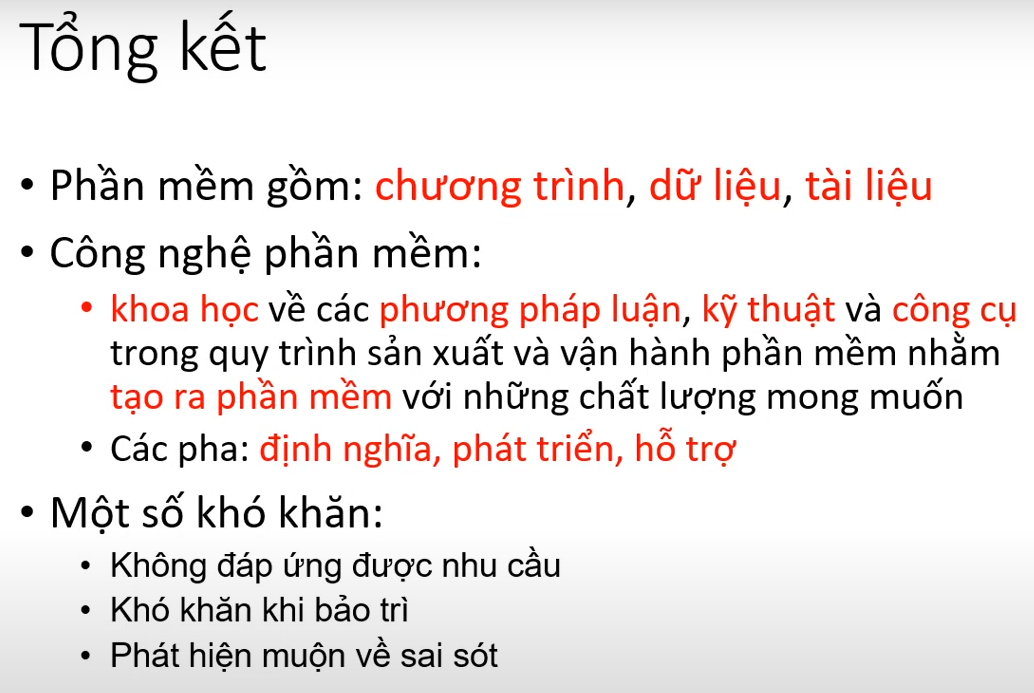 Tổng kết
• Phần mềm gồm: chương trình, dữ liệu, tài liệu
• Công nghệ phần mềm:
• khoa học về các phương pháp luận, kỹ thuật và công cụ
trong quy trình sản xuất và vận hành phần mềm nhằm
tạo ra phần mềm với những chất lượng mong muốn
• Các pha: định nghĩa, phát triển, hỗ trợ
• Một số khó khăn:
• Không đáp ứng được nhu cầu
• Khó khăn khi bảo trì
• Phát hiện muộn về sai sót